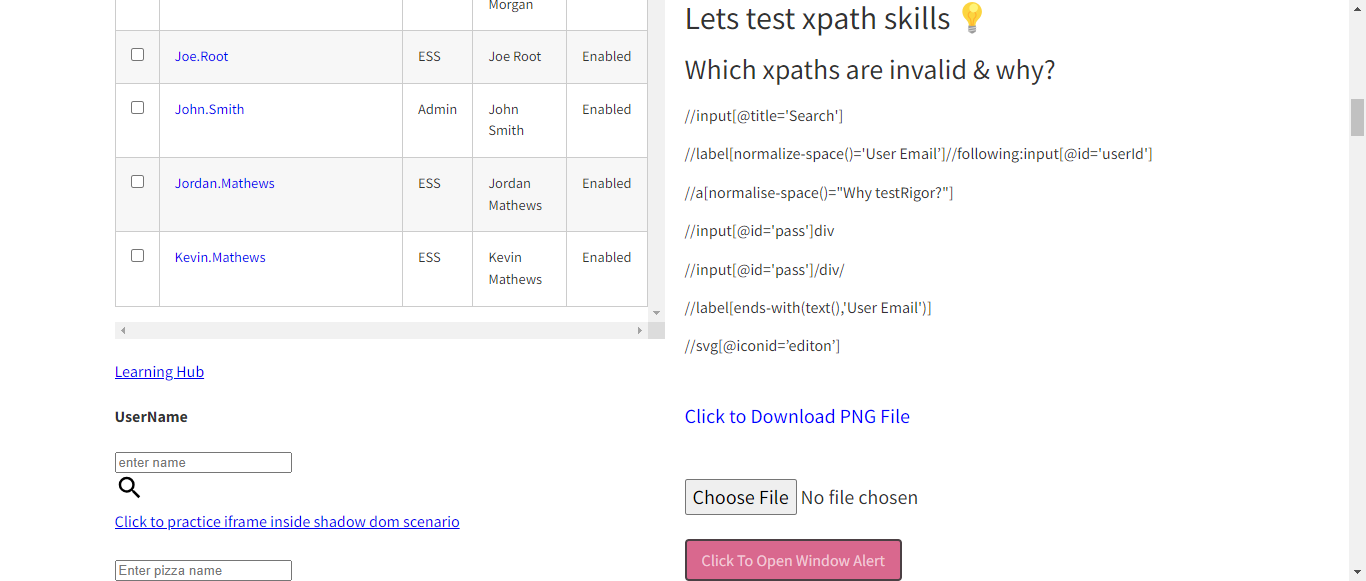 Morgan
Joe.Root ESS Joe Root Enabled
John.Smith Admin John Enabled
Smith
Jordan.Mathews ESS Jordan Enabled
Mathews
Kevin.Mathews ESS Kevin Enabled
Mathews
Learning Hub
UserName
enter name
Click to practice iframe inside shadow dom scenario
Enter pizza name
Lets test xpath skills 💡
Which xpaths are invalid & why?
//input[@title='Search']
//label[normalize-space()='User Email’]//following:input[@id='userId']
//a[normalise-space()="Why testRigor?"]
//input[@id='pass']div
//input[@id='pass']/div/
//label[ends-with(text(),'User Email')]
//svg[@iconid=’editon’]
Click to Download PNG File
Choose File No file chosen
Click To Open Window Alert